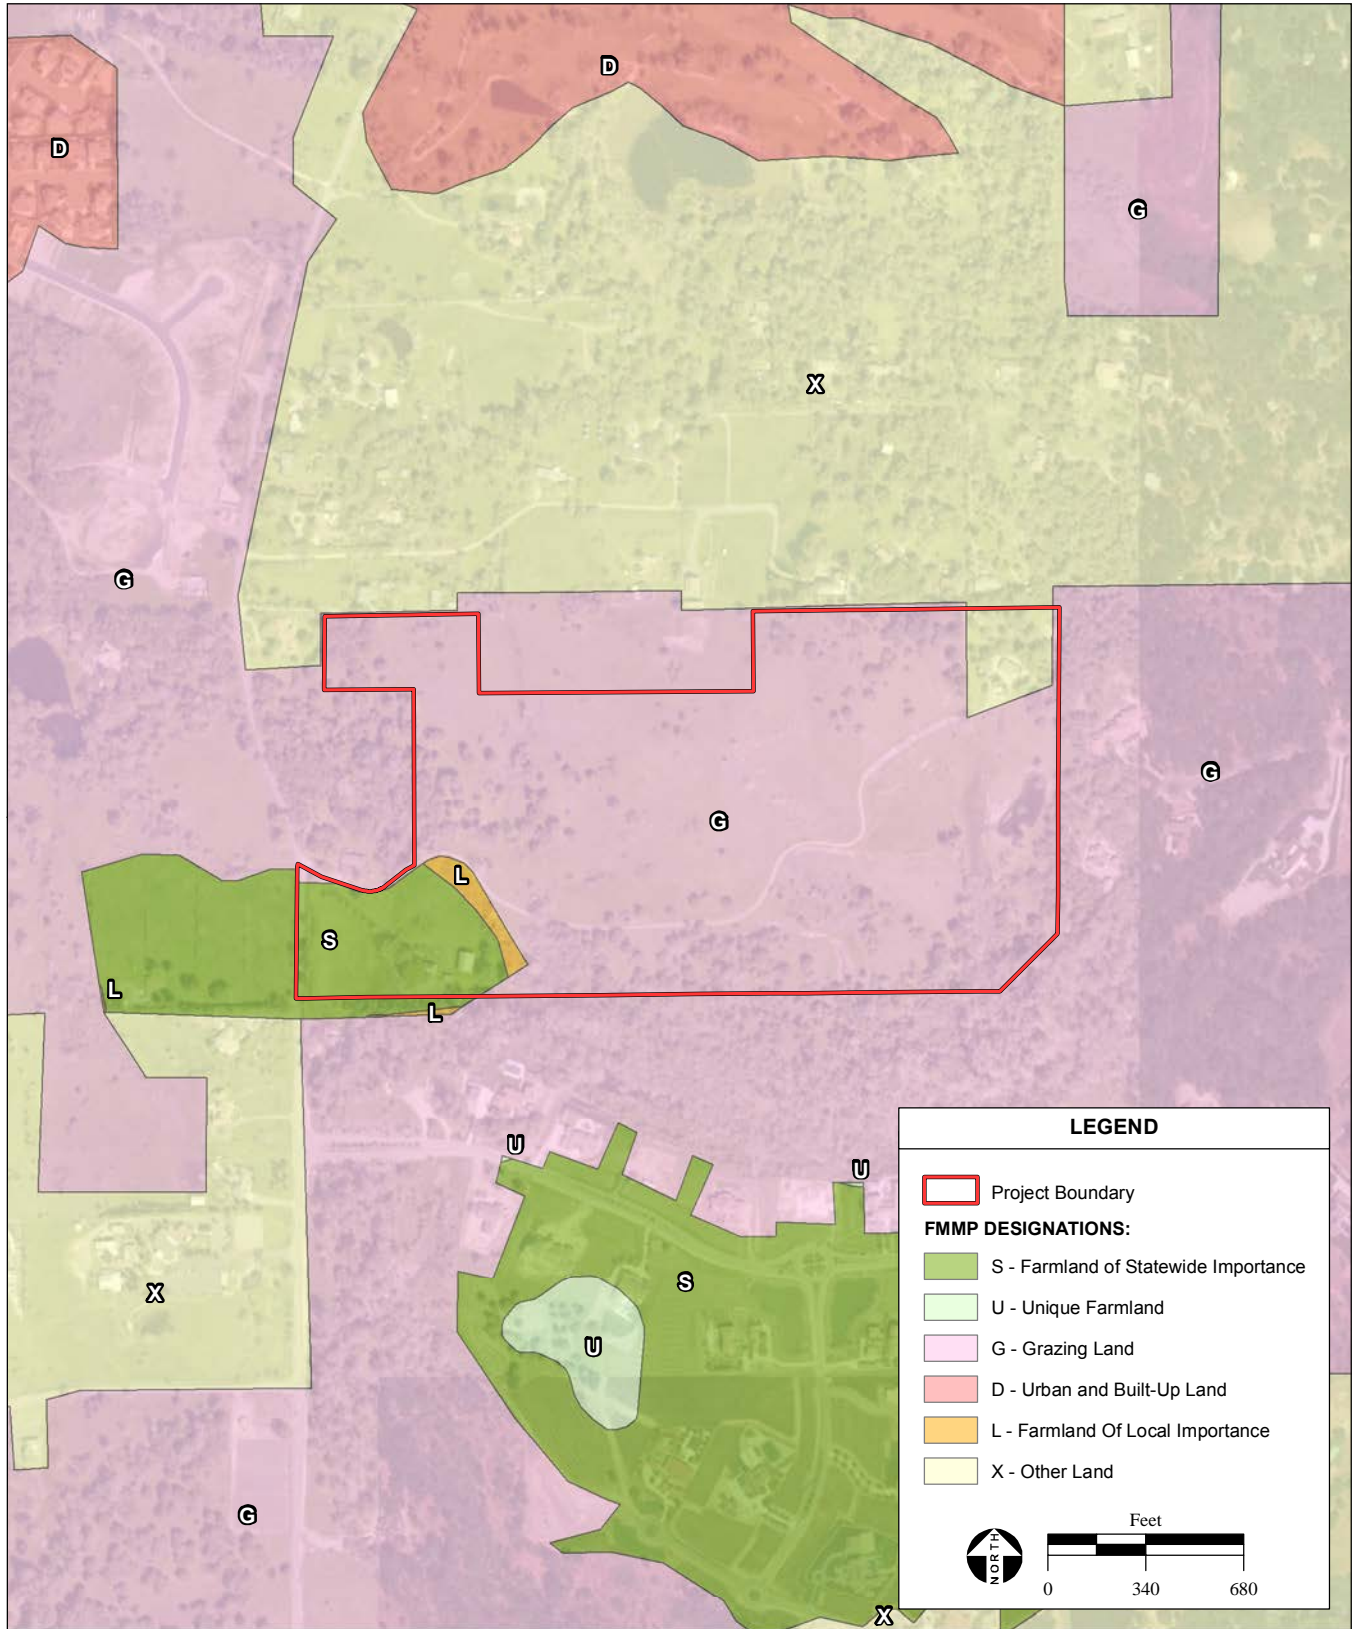 D
D
G
X
G
G
G
L
S
L
L
U
U
S
X
U
G
X
LEGEND
Project Boundary
FMMP DESIGNATIONS:
S - Farmland of Statewide Importance
U - Unique Farmland
G - Grazing Land
D - Urban and Built-Up Land
L - Farmland Of Local Importance
X - Other Land
Feet
NORTH
0 340 680